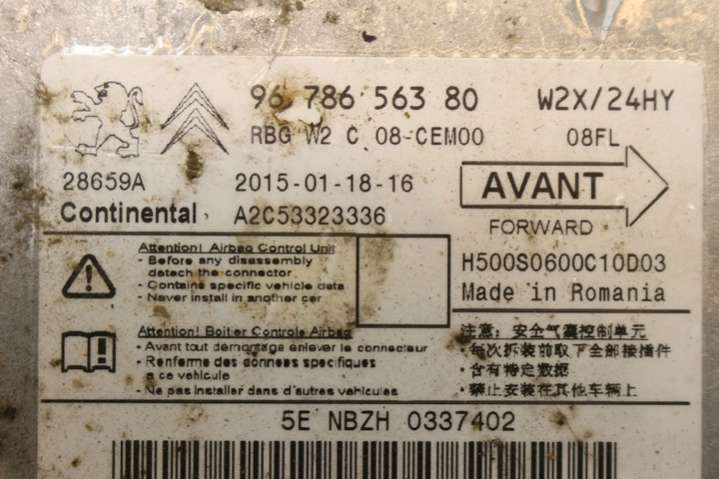 96 786 563 80 W2X/24HY
RBG W2 C 08-CEM00 08FL
28659A 2015-01-18-16 AVANT
Continental A2C53323336 FORWARD
Attention! Airbag Control Unit
- Before any disassembly
detach the connector
- Contains specific vehicle data
- Never install in another car
H500S0600C10D03
Made in Romania
Attention! Boitier Controle Airbag
- Avant tout démontage enlever le connecteur
- Renferme des données spécifiques
a ce vehicule
- Ne pas installer dans d'autres vehicules
注意: 安全气囊控制单元
•每次拆装前取下全部接插件
•含有特定数据
•禁止安装在其他车辆上
5E NBZH 0337402